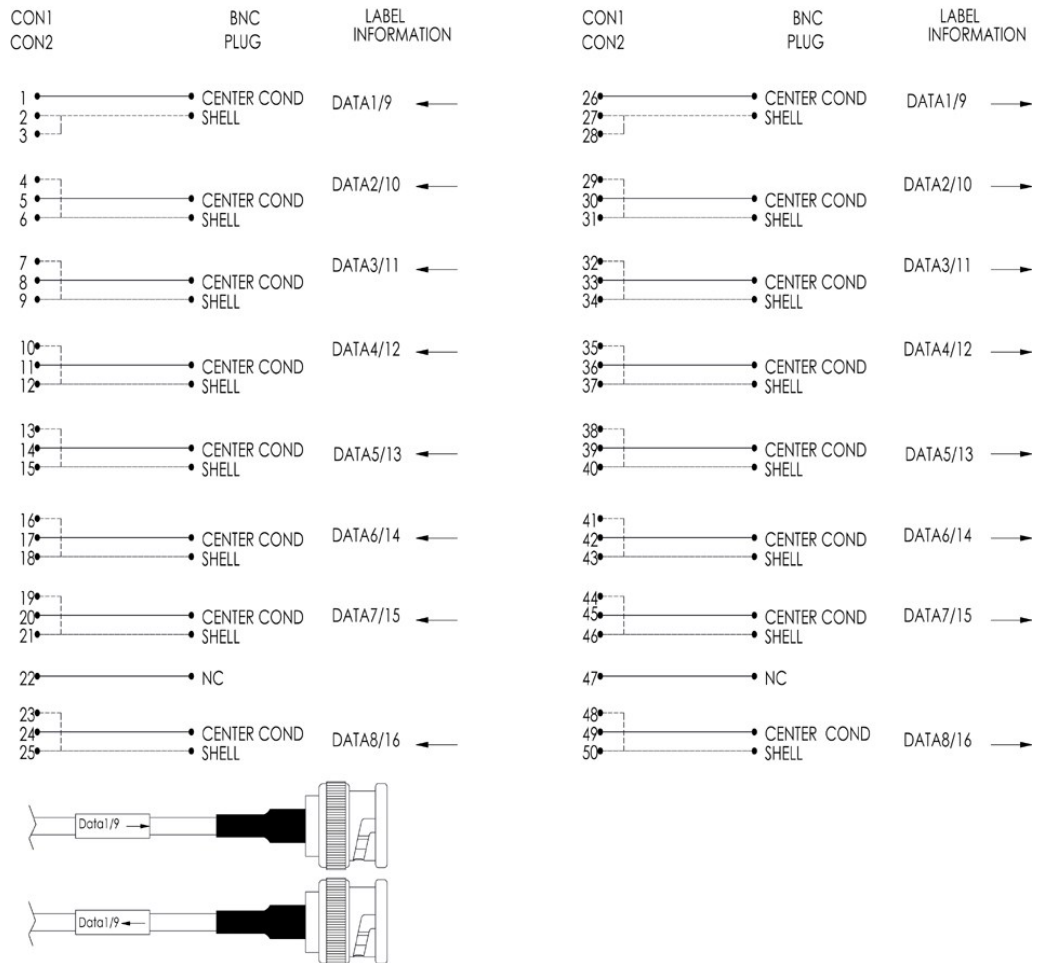 CON1 BNC LABEL
CON2 PLUG INFORMATION
1 CENTER COND DATA1/9
2 SHELL
3
4 DATA2/10
5 CENTER COND
6 SHELL
7 DATA3/11
8 CENTER COND
9 SHELL
10 DATA4/12
11 CENTER COND
12 SHELL
13
14 CENTER COND DATA5/13
15 SHELL
16 DATA6/14
17 CENTER COND
18 SHELL
19
20 CENTER COND DATA7/15
21 SHELL
22 NC
23
24 CENTER COND DATA8/16
25 SHELL
CON1 BNC LABEL
CON2 PLUG INFORMATION
26 CENTER COND DATA1/9
27 SHELL
28
29 DATA2/10
30 CENTER COND
31 SHELL
32 DATA3/11
33 CENTER COND
34 SHELL
35 DATA4/12
36 CENTER COND
37 SHELL
38
39 CENTER COND DATA5/13
40 SHELL
41 DATA6/14
42 CENTER COND
43 SHELL
44
45 CENTER COND DATA7/15
46 SHELL
47 NC
48
49 CENTER COND DATA8/16
50 SHELL
Data1/9
Data1/9